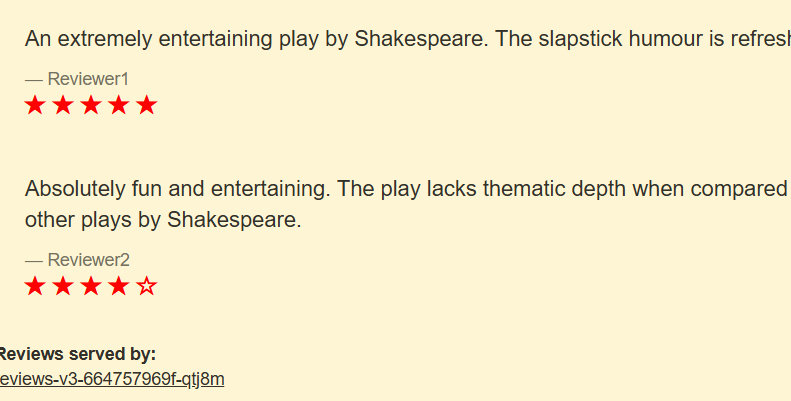 An extremely entertaining play by Shakespeare. The slapstick humour is
— Reviewer1
Absolutely fun and entertaining. The play lacks thematic depth when compared
other plays by Shakespeare.
— Reviewer2
Reviews served by:
eviews-v3-664757969f-qtj8m